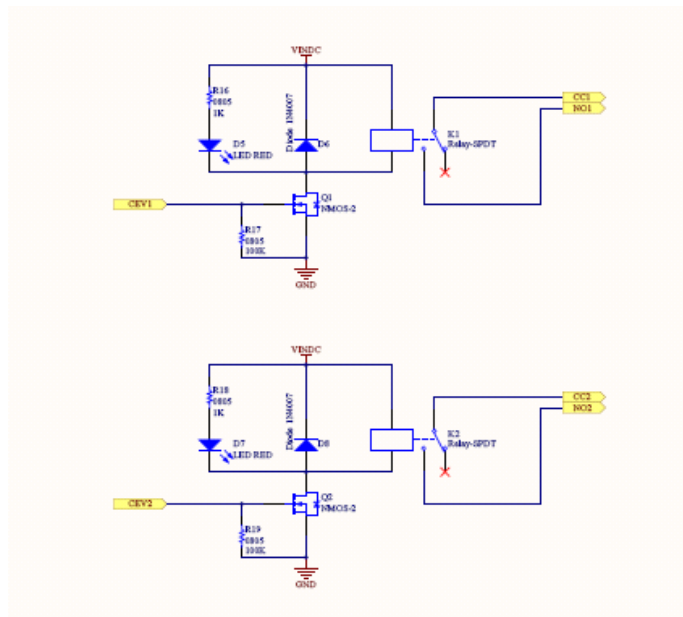 VINDC
R16
0805
1K
D5
LED RED
Diode 1N4007
D6
K1
Relay-SPDT
CC1
NO1
CEV1
Q1
NMOS-2
R17
0805
100K
GND
VINDC
R18
0805
1K
D7
LED RED
Diode 1N4007
D8
K2
Relay-SPDT
CC2
NO2
CEV2
Q2
NMOS-2
R19
0805
100K
GND